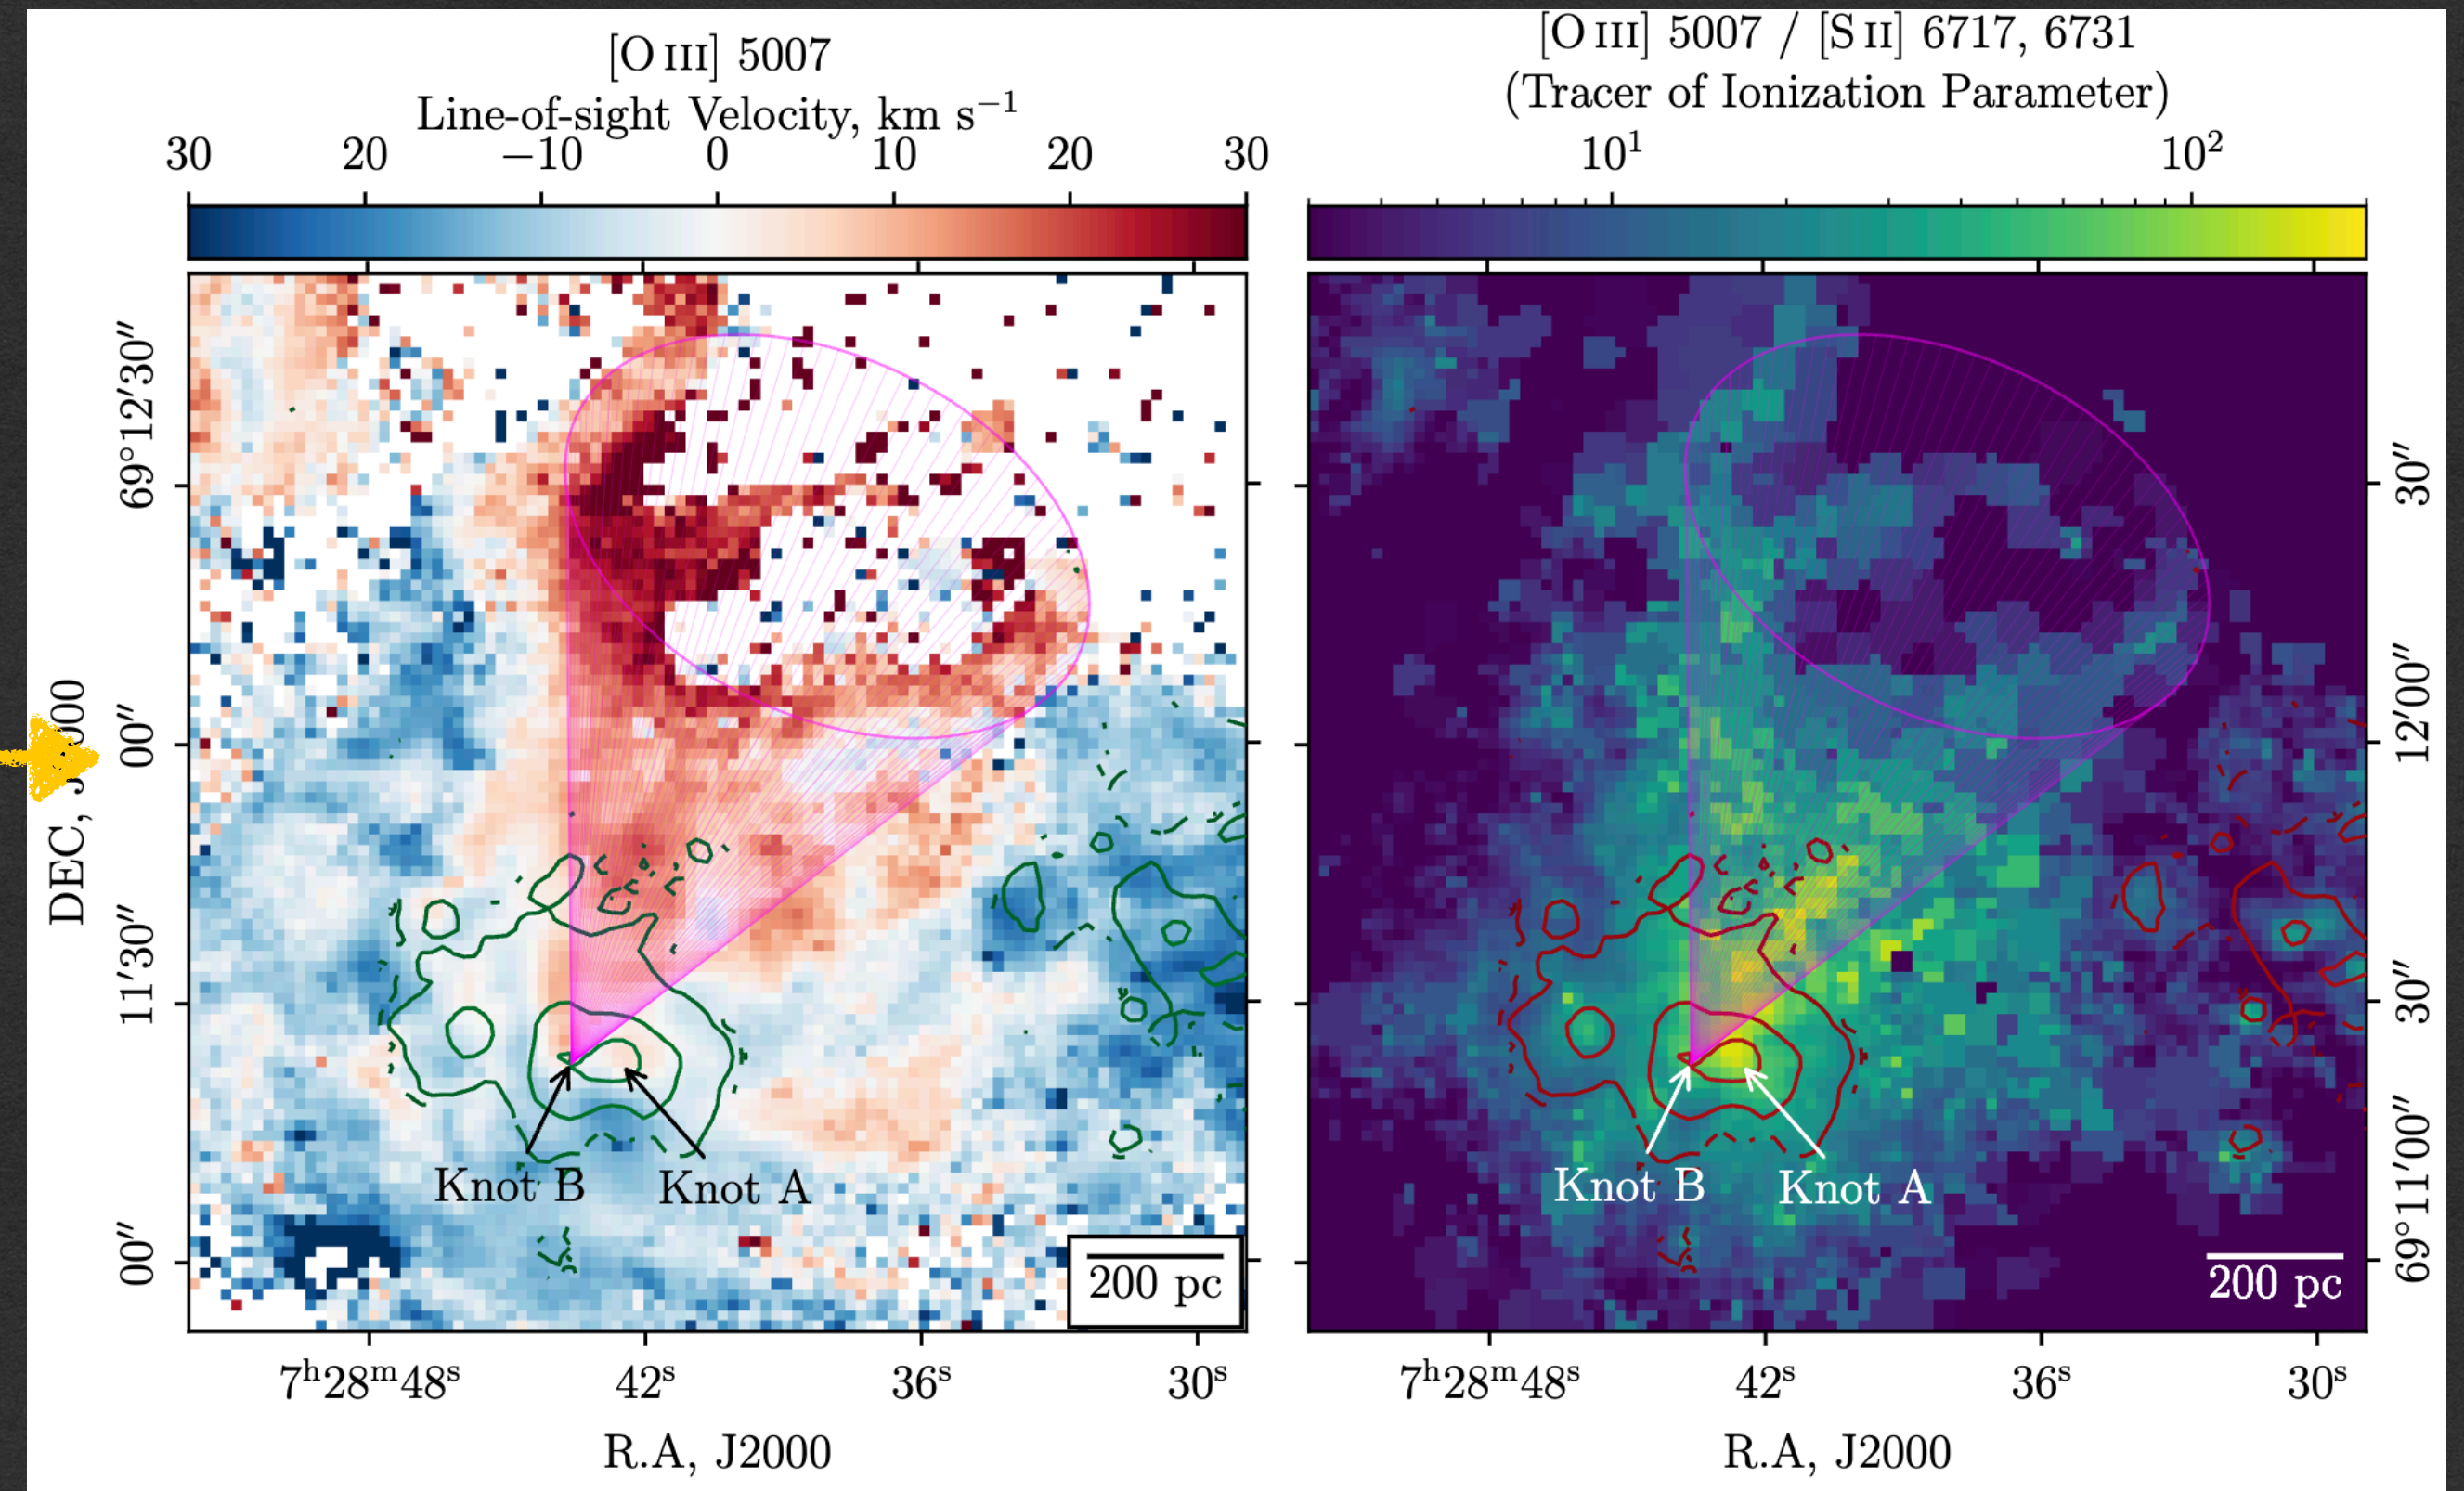 [O III] 5007
Line-of-sight Velocity, km s⁻¹
30 20 −10 0 10 20 30
69°12′30″
00″
11′30″
00″
DEC, J 000
Knot B
Knot A
200 pc
7ʰ28ᵐ48ˢ 42ˢ 36ˢ 30ˢ
R.A, J2000
[O III] 5007 / [S II] 6717, 6731
(Tracer of Ionization Parameter)
10¹ 10²
Knot B
Knot A
200 pc
30″
12′00″
30″
69°11′00″
7ʰ28ᵐ48ˢ 42ˢ 36ˢ 30ˢ
R.A, J2000